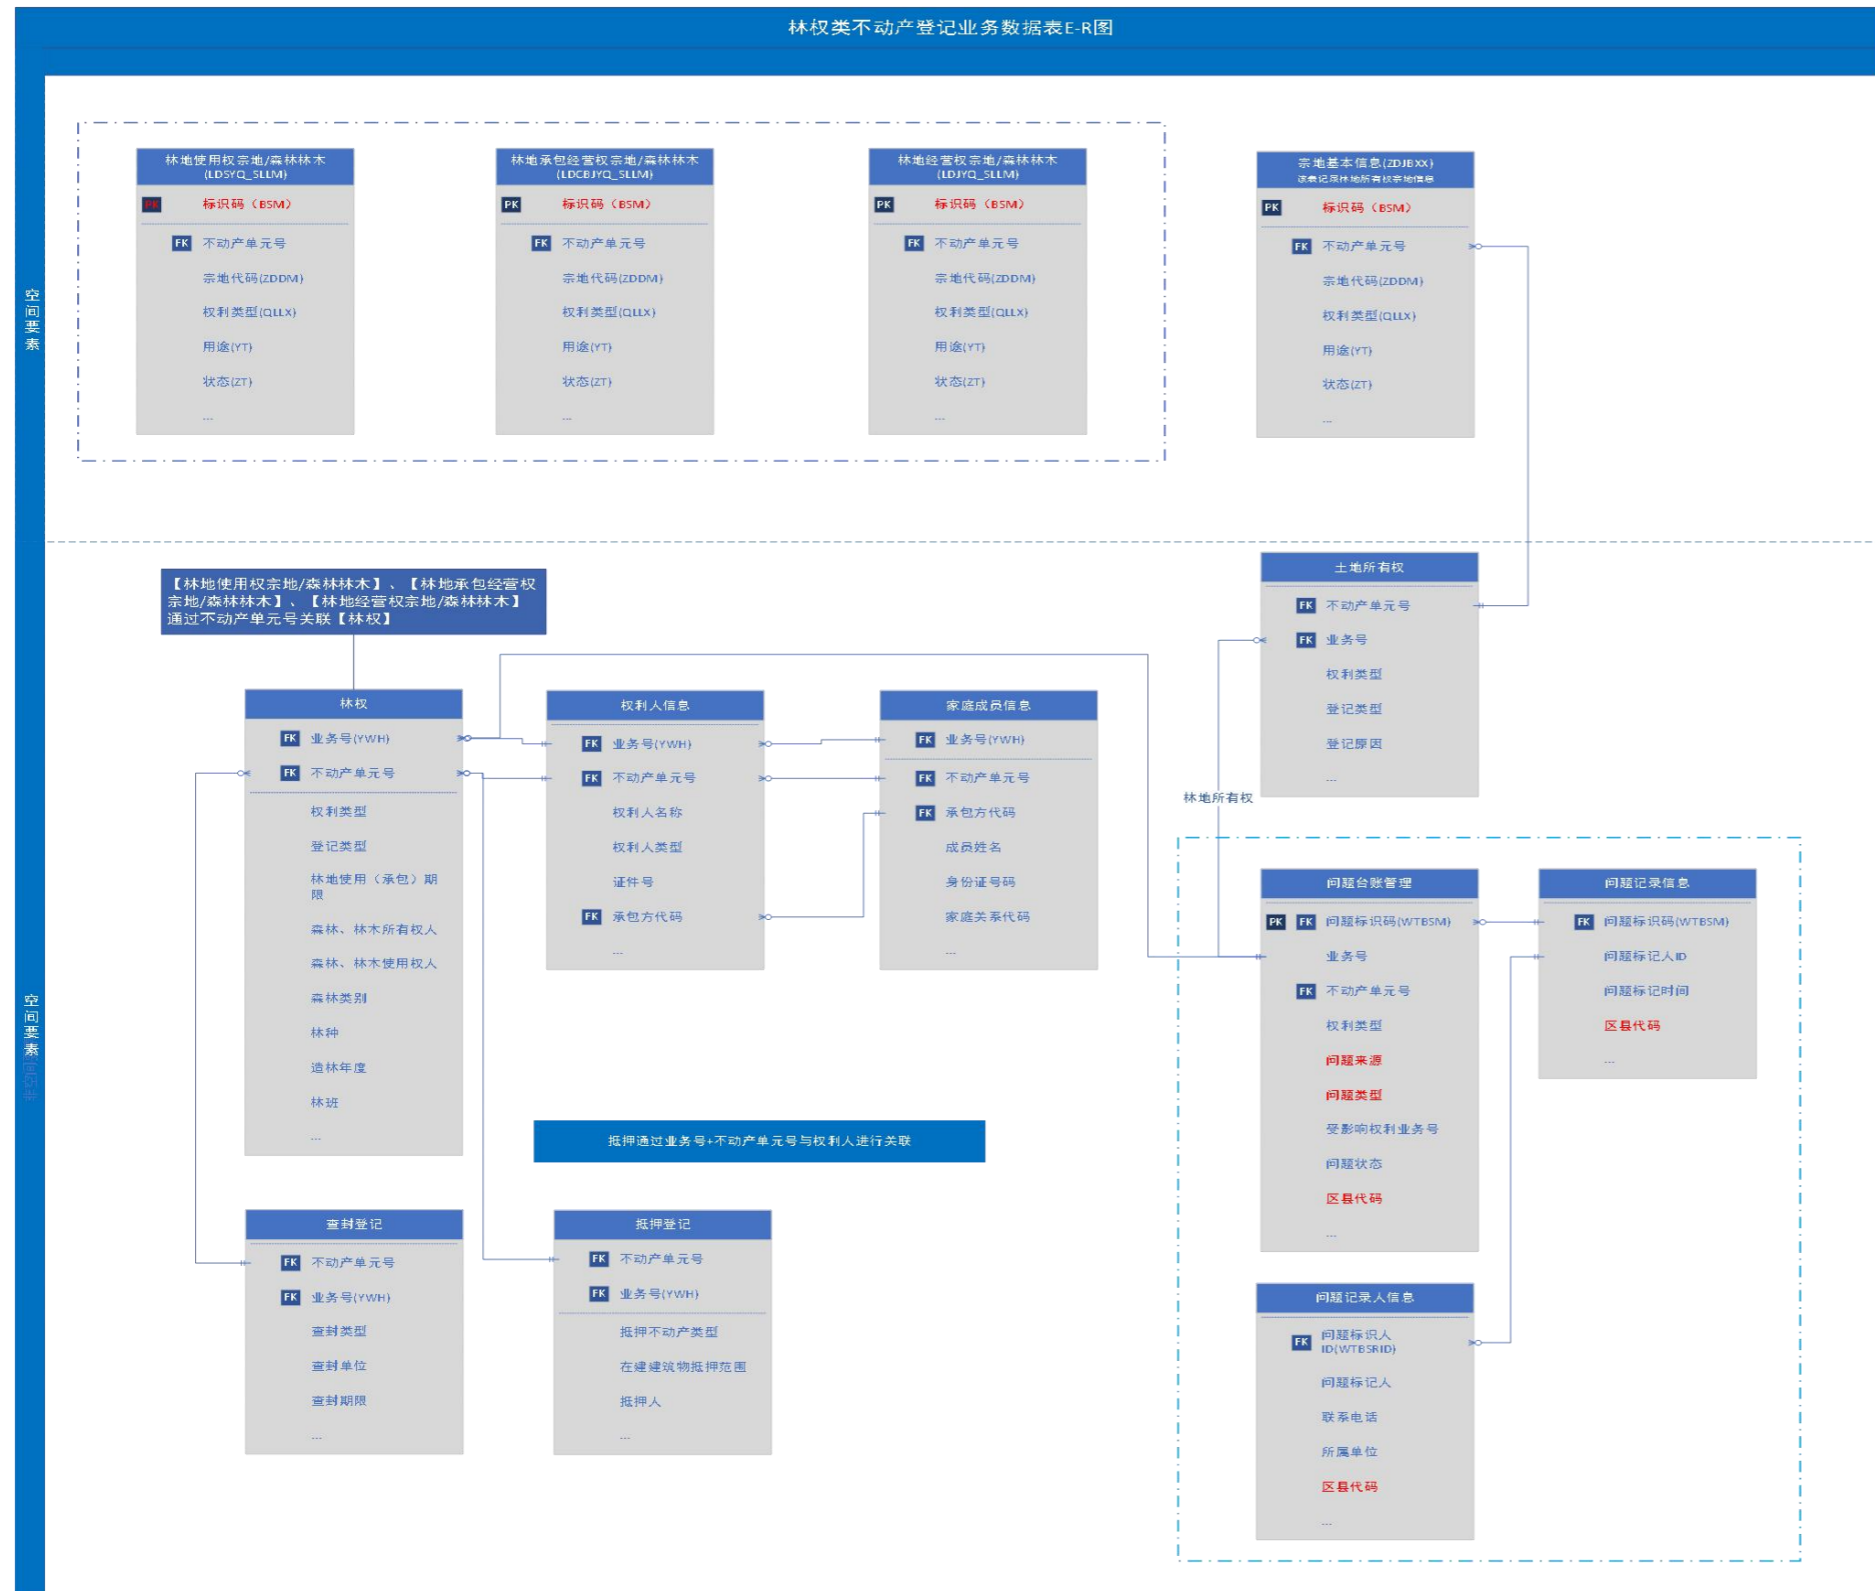 林权类不动产登记业务数据表E-R图
空间要素
林地使用权宗地/森林林木
(LDSYQ_SLLM)
PK 标识码（BSM）
FK 不动产单元号
宗地代码(ZDDM)
权利类型(QLLX)
用途(YT)
状态(ZT)
...
林地承包经营权宗地/森林林木
(LDCBJYQ_SLLM)
PK 标识码（BSM）
FK 不动产单元号
宗地代码(ZDDM)
权利类型(QLLX)
用途(YT)
状态(ZT)
...
林地经营权宗地/森林林木
(LDJYQ_SLLM)
PK 标识码（BSM）
FK 不动产单元号
宗地代码(ZDDM)
权利类型(QLLX)
用途(YT)
状态(ZT)
...
宗地基本信息(ZDJBXX)
该表记录林地所有权宗地信息
PK 标识码（BSM）
FK 不动产单元号
宗地代码(ZDDM)
权利类型(QLLX)
用途(YT)
状态(ZT)
...
空间要素
【林地使用权宗地/森林林木】、【林地承包经营权
宗地/森林林木】、【林地经营权宗地/森林林木】
通过不动产单元号关联【林权】
林权
FK 业务号(YWH)
FK 不动产单元号
权利类型
登记类型
林地使用（承包）期
限
森林、林木所有权人
森林、林木使用权人
森林类别
林种
造林年度
林班
...
权利人信息
FK 业务号(YWH)
FK 不动产单元号
权利人名称
权利人类型
证件号
FK 承包方代码
...
家庭成员信息
FK 业务号(YWH)
FK 不动产单元号
FK 承包方代码
成员姓名
身份证号码
家庭关系代码
...
土地所有权
FK 不动产单元号
FK 业务号
权利类型
登记类型
登记原因
...
林地所有权
问题台账管理
PK FK 问题标识码(WTBSM)
业务号
FK 不动产单元号
权利类型
问题来源
问题类型
受影响权利业务号
问题状态
区县代码
...
问题记录信息
FK 问题标识码(WTBSM)
问题标记人ID
问题标记时间
区县代码
...
抵押通过业务号+不动产单元号与权利人进行关联
查封登记
FK 不动产单元号
FK 业务号(YWH)
查封类型
查封单位
查封期限
...
抵押登记
FK 不动产单元号
FK 业务号(YWH)
抵押不动产类型
在建建筑物抵押范围
抵押人
...
问题记录人信息
FK 问题标识人
ID(WTBSRID)
问题标记人
联系电话
所属单位
区县代码
...